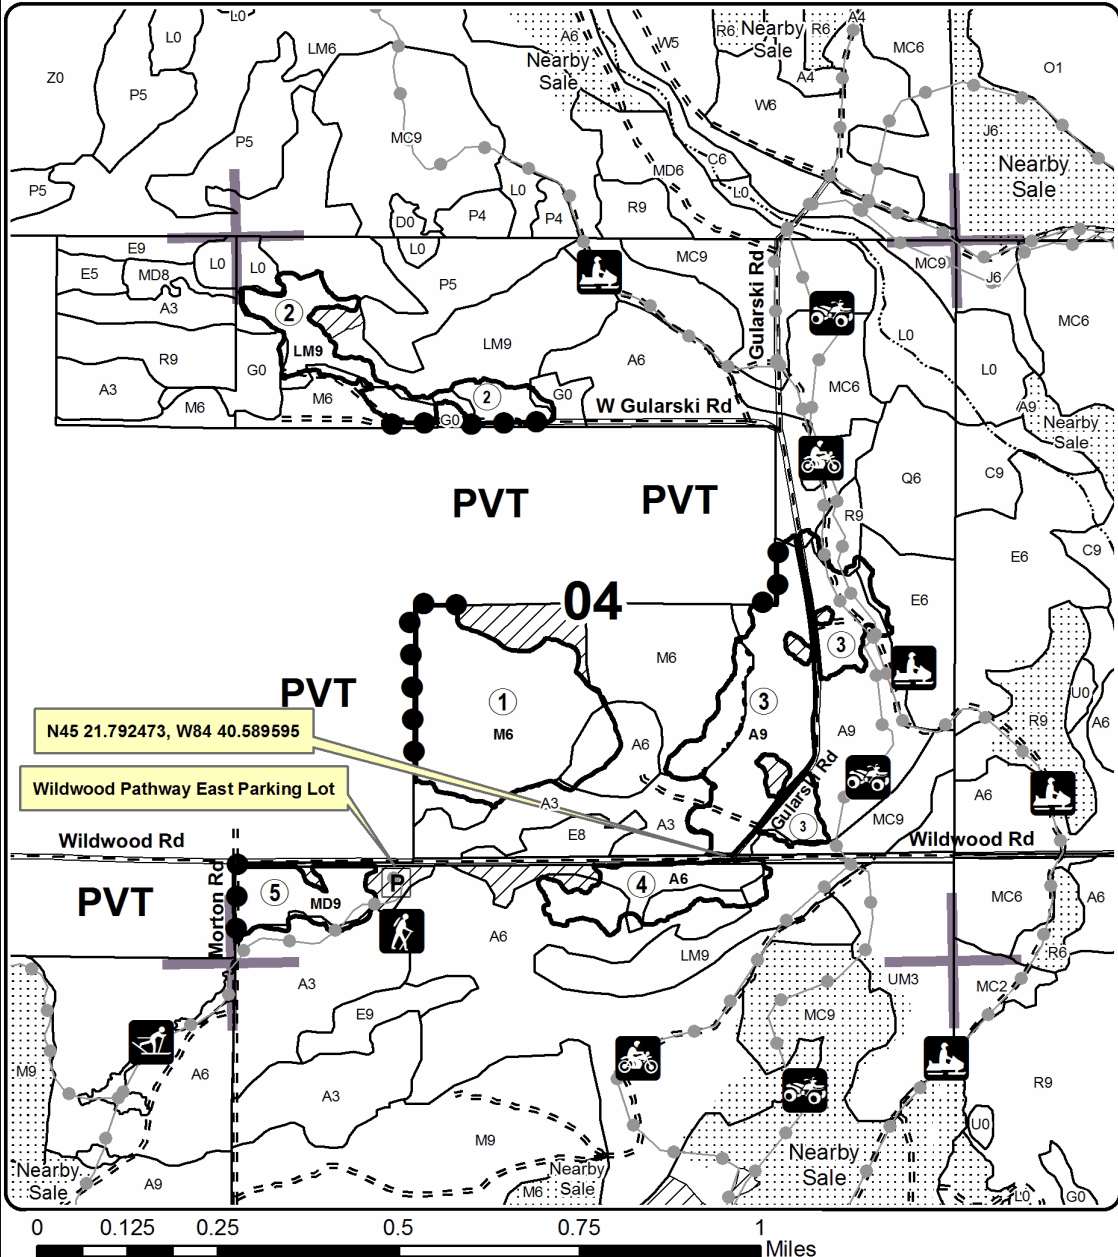 L0
L0
A6
W5
R6
Nearby
Sale
R6
A4
MC6
Z0
LM6
Nearby
Sale
A4
O1
P5
W6
P5
MC9
J6
C6
Nearby
Sale
MD6
P5
L0
L0
P4
P4
R9
D0
E9
L0
L0
L0
MC9
MC9
E5
MD8
P5
J6
A3
2
Gularski Rd
MC6
L0
LM9
LM9
R9
G0
A6
L0
MC6
A3
M6
M6
2
G0
W Gularski Rd
A9
Nearby
Sale
G0
PVT
PVT
Q6
C9
R9
C9
E6
04
E6
M6
3
PVT
1
3
U0
N45 21.792473, W84 40.589595
M6
A6
A9
A9
R9
A6
Wildwood Pathway East Parking Lot
Gularski Rd
A6
A3
A3
3
MC9
E8
Wildwood Rd
Wildwood Rd
P
PVT
Morton Rd
5
MD9
4
A6
MC6
A6
A6
LM9
R6
A3
UM3
MC2
E9
MC9
M9
A6
R9
A3
U0
M9
Nearby
Sale
Nearby
Sale
Nearby
Sale
A9
M6
L0
G0
0 0.125 0.25 0.5 0.75 1
Miles